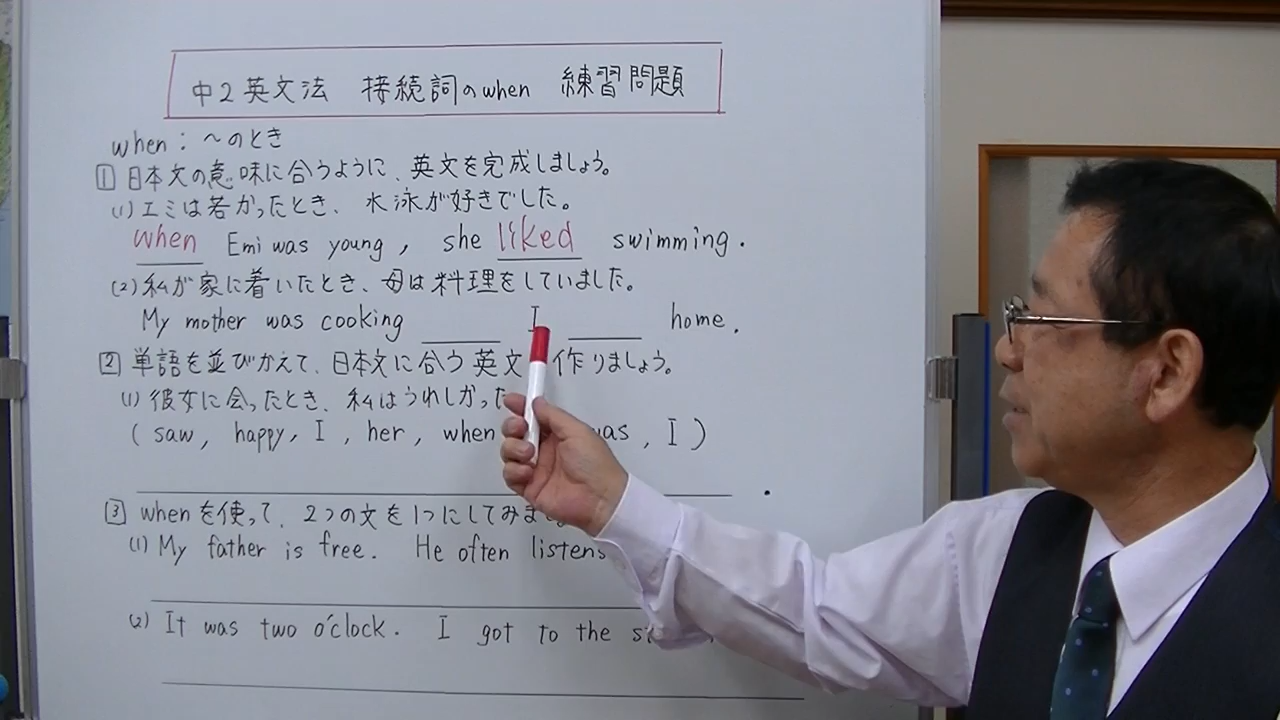 中2英文法 接続詞のwhen 練習問題
when: 〜のとき
1 日本文の意味に合うように、英文を完成しましょう。
(1) エミは若かったとき、水泳が好きでした。
when Emi was young, she liked swimming.
(2) 私が家に着いたとき、母は料理をしていました。
My mother was cooking ____ I ____ home.
2 単語を並びかえて、日本文に合う英文 作りましょう。
(1) 彼女に会ったとき、私はうれしかった
(saw, happy, I, her, when was, I)
.
3 whenを使って、2つの文を1つにしてみま
(1) My father is free. He often listens
(2) It was two o'clock. I got to the